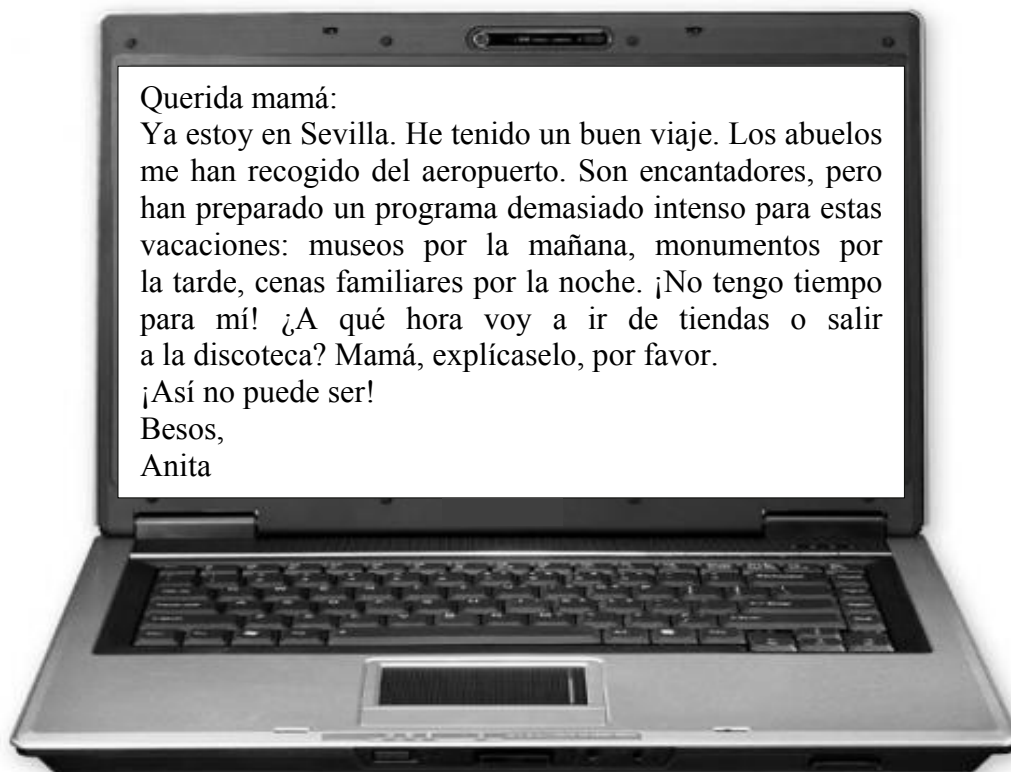 Querida mamá:
Ya estoy en Sevilla. He tenido un buen viaje. Los abuelos
me han recogido del aeropuerto. Son encantadores, pero
han preparado un programa demasiado intenso para estas
vacaciones: museos por la mañana, monumentos por
la tarde, cenas familiares por la noche. ¡No tengo tiempo
para mí! ¿A qué hora voy a ir de tiendas o salir
a la discoteca? Mamá, explícaselo, por favor.
¡Así no puede ser!
Besos,
Anita